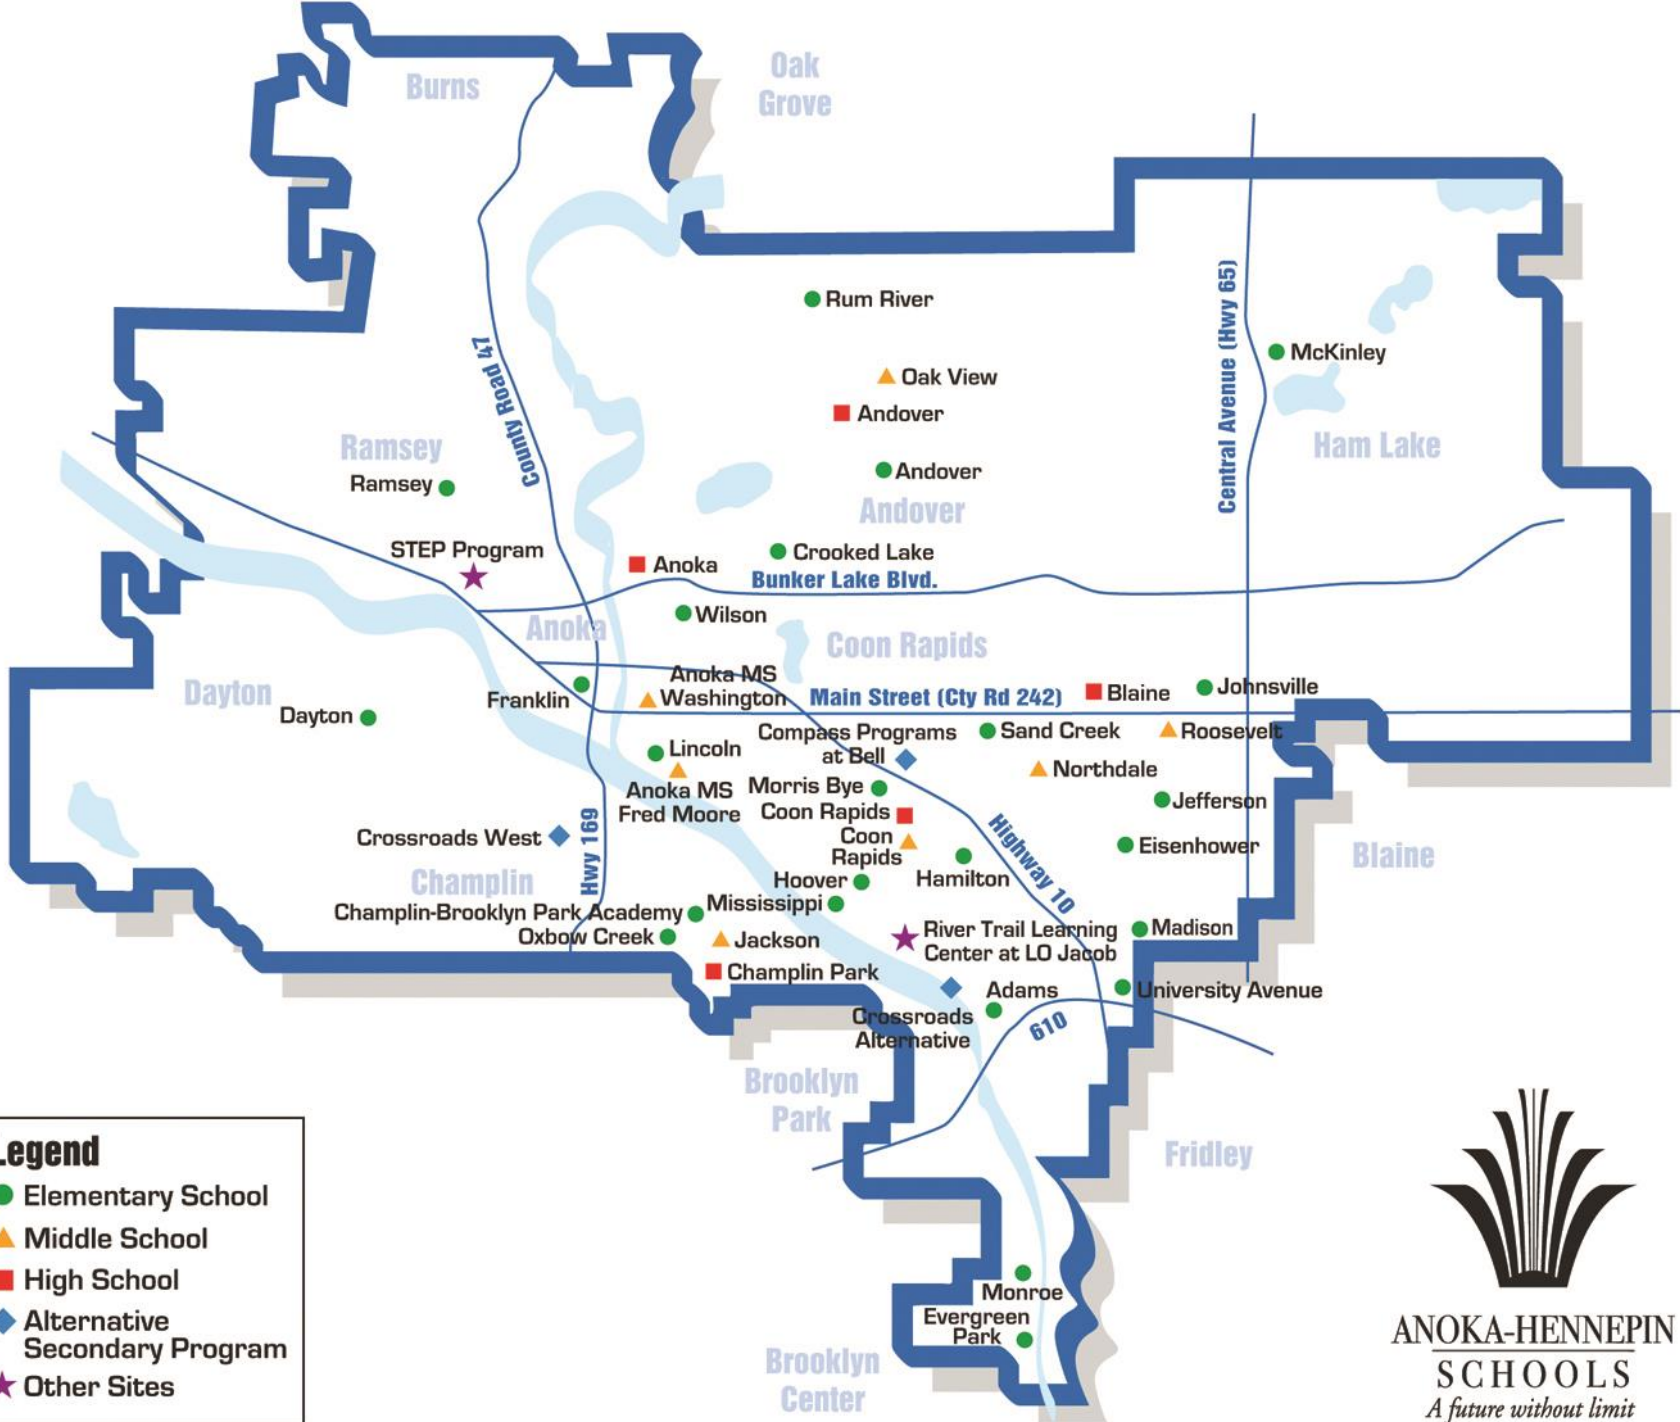 Burns
Oak
Grove
Rum River
McKinley
Oak View
Andover
County Road 47
Central Avenue (Hwy 65)
Ramsey
Ham Lake
Ramsey
Andover
Andover
STEP Program
Anoka
Crooked Lake
Bunker Lake Blvd.
Wilson
Anoka
Coon Rapids
Anoka MS
Washington
Main Street (Cty Rd 242)
Blaine
Johnsville
Dayton
Dayton
Franklin
Compass Programs
at Bell
Sand Creek
Roosevelt
Lincoln
Northdale
Anoka MS
Fred Moore
Morris Bye
Jefferson
Coon Rapids
Crossroads West
Hwy 169
Coon
Rapids
Highway 10
Eisenhower
Blaine
Champlin
Hoover
Hamilton
Champlin-Brooklyn Park Academy
Mississippi
Oxbow Creek
Jackson
River Trail Learning
Center at LO Jacob
Madison
Champlin Park
Adams
University Avenue
Crossroads
Alternative
610
Brooklyn
Park
Fridley
Legend
Elementary School
Middle School
High School
Alternative
Secondary Program
Other Sites
Monroe
Evergreen
Park
Brooklyn
Center
ANOKA-HENNEPIN
SCHOOLS
A future without limit